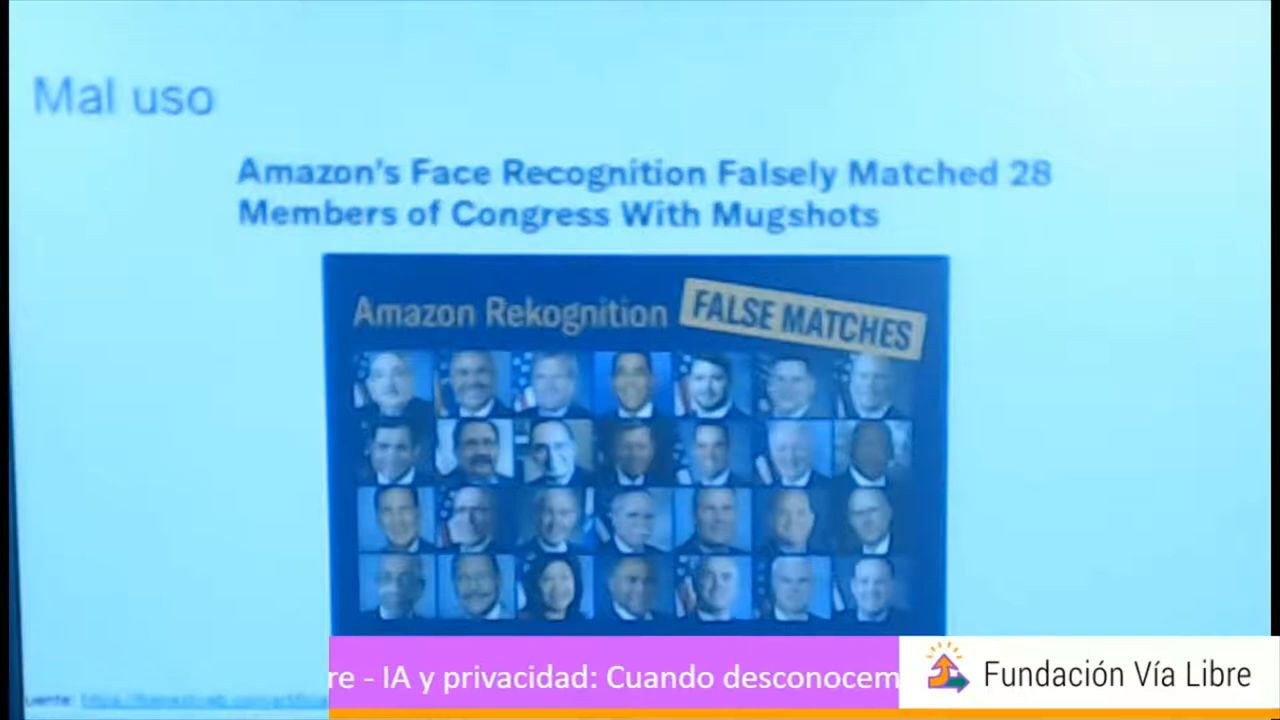 Mal uso
Amazon's Face Recognition Falsely Matched 28
Members of Congress With Mugshots
Amazon Rekognition
FALSE MATCHES
re - IA y privacidad: Cuando desconocem
Fundación Vía Libre